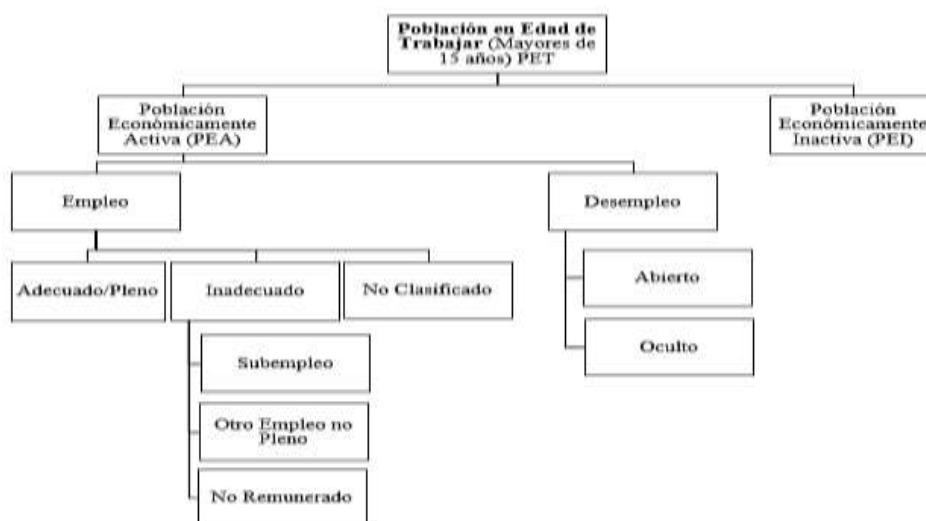 Población en Edad de
Trabajar (Mayores de
15 años) PET
Población
Económicamente
Activa (PEA)
Población
Económicamente
Inactiva (PEI)
Empleo
Desempleo
Adecuado/Pleno
Inadecuado
No Clasificado
Abierto
Oculto
Subempleo
Otro Empleo no
Pleno
No Remunerado